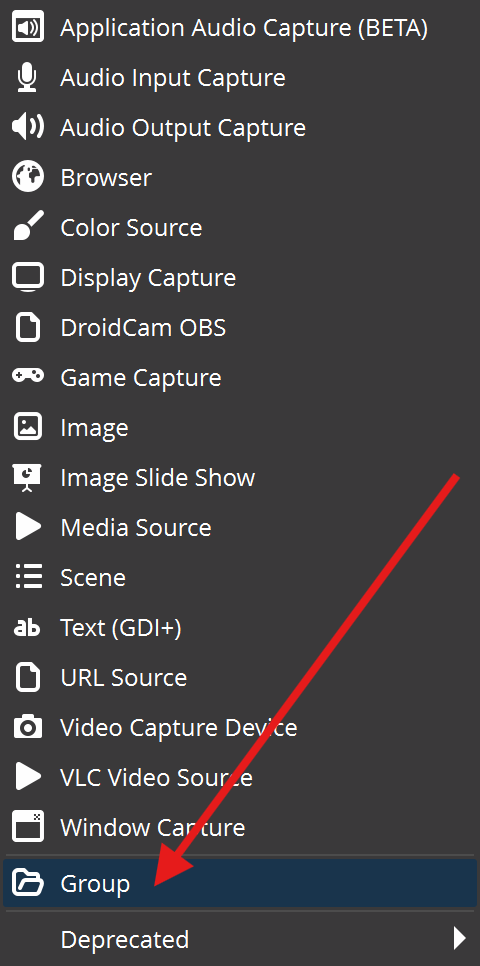 Application Audio Capture (BETA)
Audio Input Capture
Audio Output Capture
Browser
Color Source
Display Capture
DroidCam OBS
Game Capture
Image
Image Slide Show
Media Source
Scene
ab Text (GDI+)
URL Source
Video Capture Device
VLC Video Source
Window Capture
Group
Deprecated